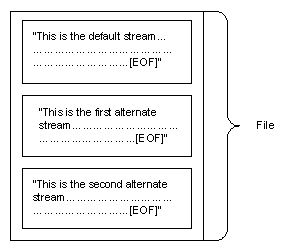 "This is the default stream…
……………………………………
………………………[EOF]"
"This is the first alternate
stream……………………………
………………………[EOF]"
"This is the second alternate
stream……………………………
………………………[EOF]"
File